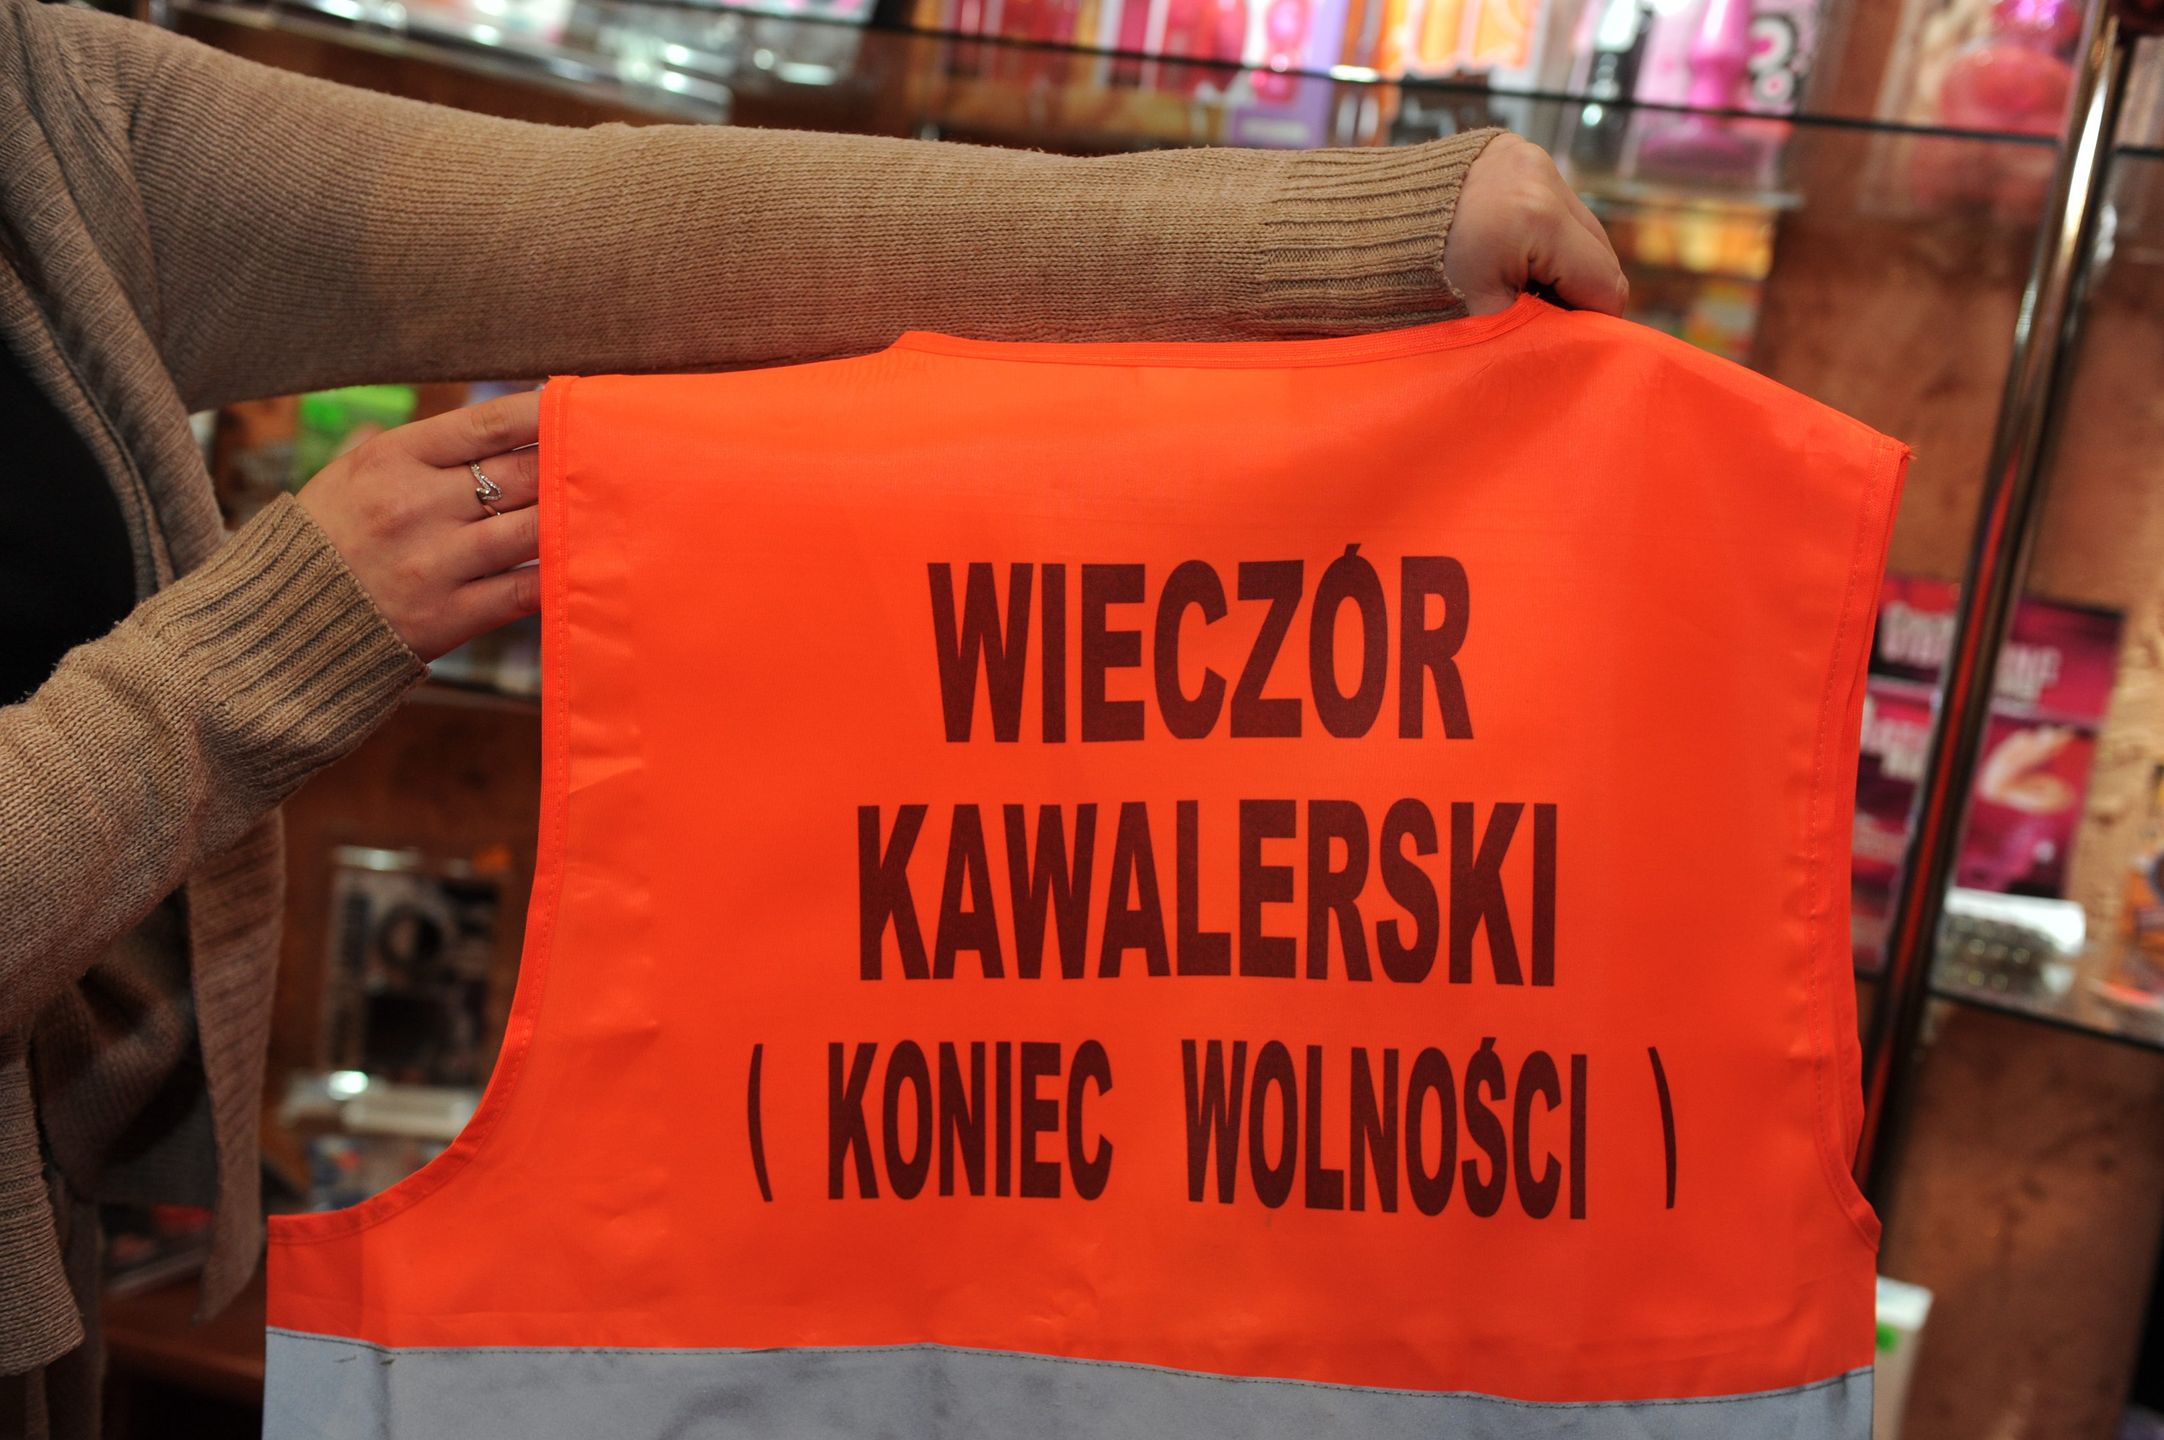 WIECZÓR
KAWALERSKI
( KONIEC WOLNOŚCI )